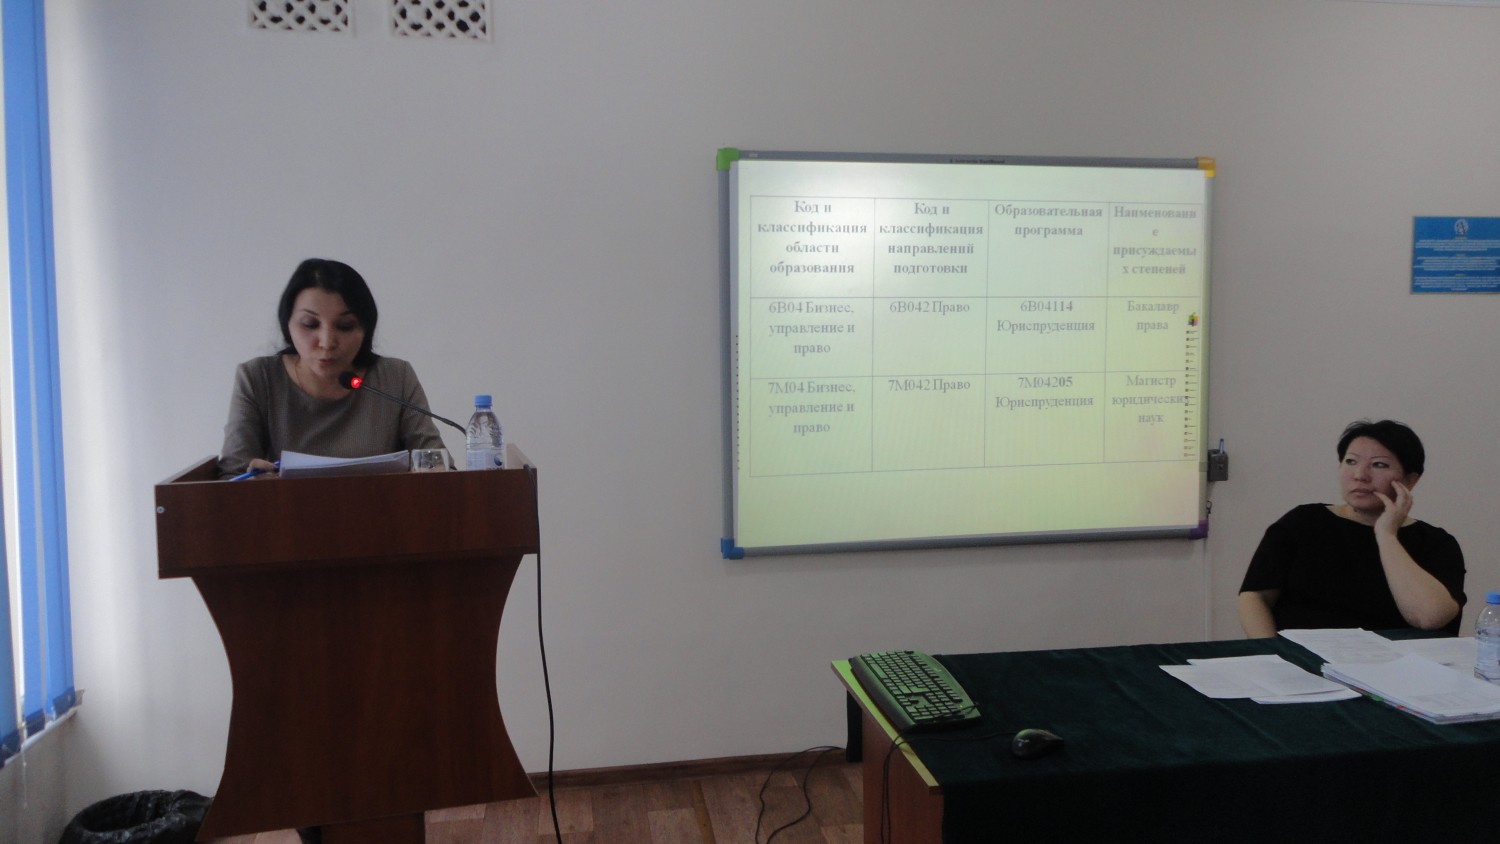 Код и
классификация
области
образования
Код и
классификация
направлений
подготовки
Образовательная
программа
Наименовани
е
присуждаемы
х степеней
6В04 Бизнес,
управление и
право
6В042 Право
6В04114
Юриспруденция
Бакалавр
права
7М04 Бизнес,
управление и
право
7М042 Право
7М04205
Юриспруденция
Магистр
юридически
наук